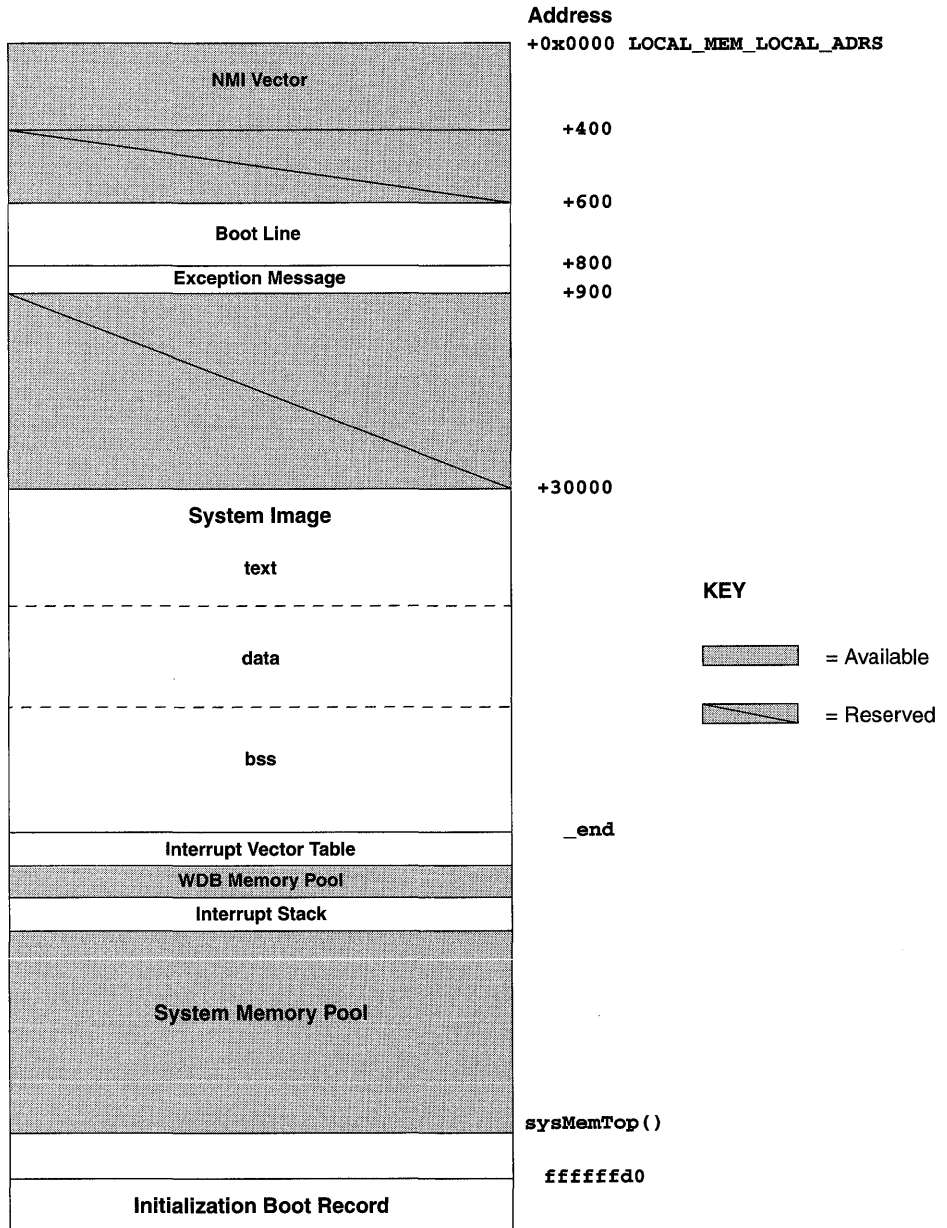 Address
+0x0000 LOCAL_MEM_LOCAL_ADRS
NMI Vector
+400
+600
Boot Line
+800
Exception Message
+900
+30000
System Image
text
KEY
data
= Available
= Reserved
bss
_end
Interrupt Vector Table
WDB Memory Pool
Interrupt Stack
System Memory Pool
sysMemTop()
ffffffd0
Initialization Boot Record